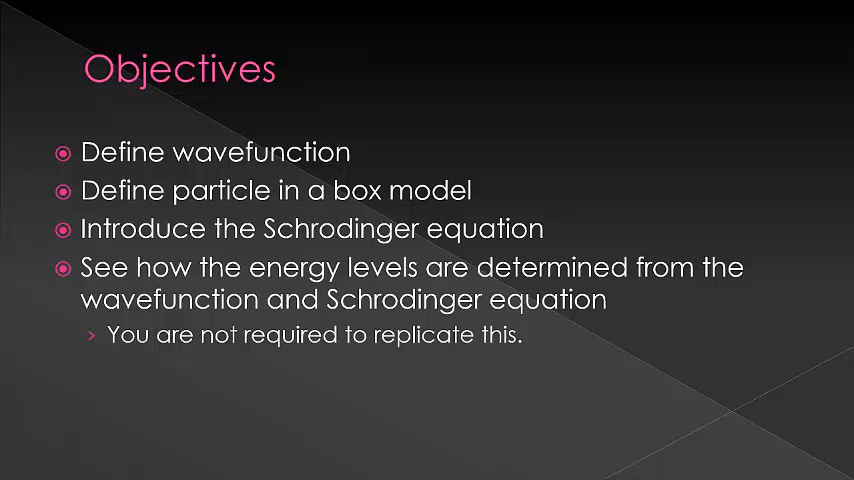 Objectives
Define wavefunction
Define particle in a box model
Introduce the Schrodinger equation
See how the energy levels are determined from the
wavefunction and Schrodinger equation
You are not required to replicate this.